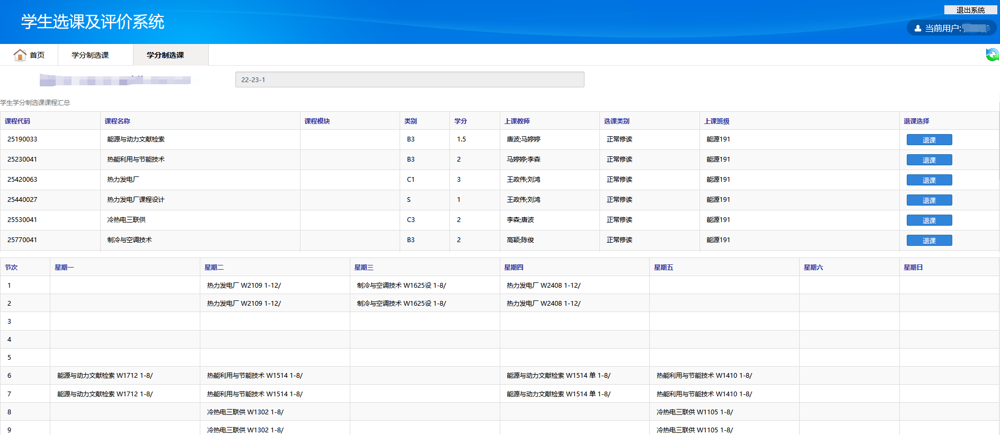 退出系统
学生选课及评价系统
当前用户:
首页 学分制选课 学分制选课
22-23-1
学生学分制选课课程汇总
课程代码 课程名称 课程模块 类别 学分 上课教师 选课类别 上课班级 退课选择
25190033 能源与动力文献检索 B3 1.5 唐波;马婷婷 正常修读 能源191 退课
25230041 热能利用与节能技术 B3 2 马婷婷;李森 正常修读 能源191 退课
25420063 热力发电厂 C1 3 王政伟;刘鸿 正常修读 能源191 退课
25440027 热力发电厂课程设计 S 1 王政伟;刘鸿 正常修读 能源191 退课
25530041 冷热电三联供 C3 2 李森;唐波 正常修读 能源191 退课
25770041 制冷与空调技术 B3 2 高颖;陈俊 正常修读 能源191 退课
节次 星期一 星期二 星期三 星期四 星期五 星期六 星期日
1 热力发电厂 W2109 1-12/ 制冷与空调技术 W1625设 1-8/ 热力发电厂 W2408 1-12/
2 热力发电厂 W2109 1-12/ 制冷与空调技术 W1625设 1-8/ 热力发电厂 W2408 1-12/
3
4
5
6 能源与动力文献检索 W1712 1-8/ 热能利用与节能技术 W1514 1-8/ 能源与动力文献检索 W1514 单 1-8/ 热能利用与节能技术 W1410 1-8/
7 能源与动力文献检索 W1712 1-8/ 热能利用与节能技术 W1514 1-8/ 能源与动力文献检索 W1514 单 1-8/ 热能利用与节能技术 W1410 1-8/
8 冷热电三联供 W1302 1-8/ 冷热电三联供 W1105 1-8/
9 冷热电三联供 W1302 1-8/ 冷热电三联供 W1105 1-8/